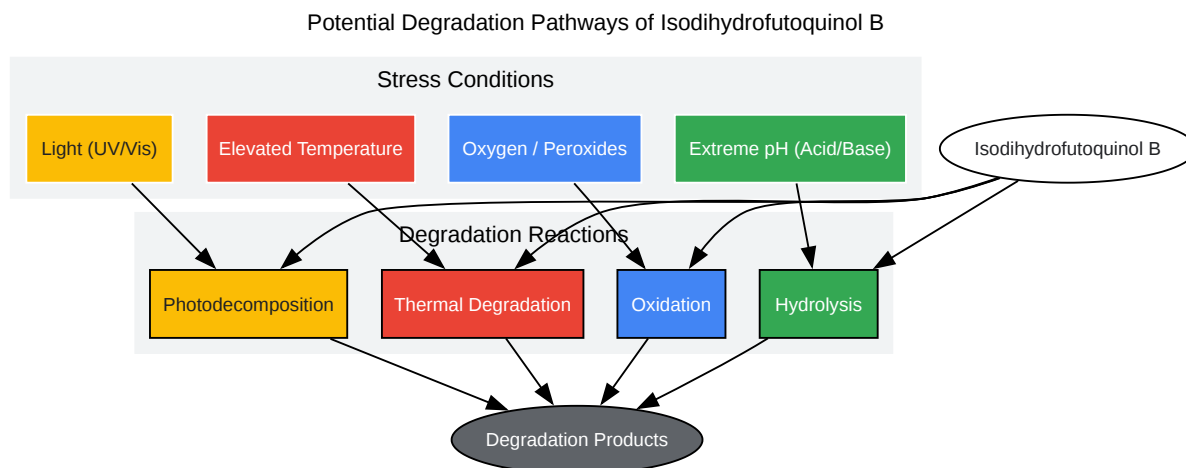 Potential Degradation Pathways of Isodihydrofutoquinol B
Stress Conditions
Light (UV/Vis)
Elevated Temperature
Oxygen / Peroxides
Extreme pH (Acid/Base)
Isodihydrofutoquinol B
Degradation Reactions
Photodecomposition
Thermal Degradation
Oxidation
Hydrolysis
Degradation Products